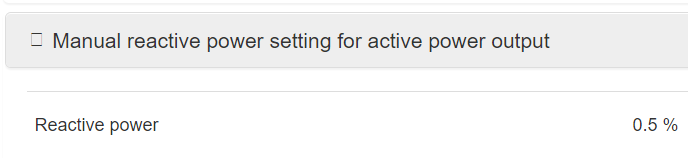 Manual reactive power setting for active power output
Reactive power 0.5 %